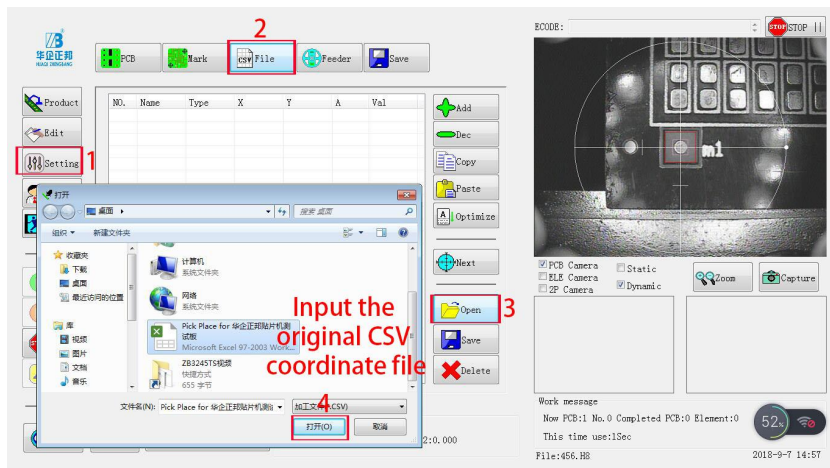 华企正邦
HUAQI ZHENGBANG
PCB
Mark
2
CSV File
Feeder
Save
ECODE:
STOP STOP ||
Product
Edit
1
Setting
NO. Name Type X Y A Val
Add
Dec
Copy
Paste
Optimize
Next
Open
3
Save
Delete
打开
桌面
搜索 桌面
组织
新建文件夹
收藏夹
下载
桌面
最近访问的位置
库
视频
图片
文档
音乐
计算机
系统文件夹
网络
系统文件夹
Pick Place for 华企正邦贴片机测
试板
Microsoft Excel 97-2003 Work...
ZB3245TS视频
快捷方式
655 字节
Input the
original CSV
coordinate file
4
文件名(N): Pick Place for 华企正邦贴片机测
打开(O)
取消
2:0.000
m1
PCB Camera
ELE Camera
2P Camera
Static
Dynamic
Zoom
Capture
Work message
Now PCB:1 No.0 Completed PCB:0 Element:0
This time use:1Sec
52%
File:456.H8
2018-9-7 14:57